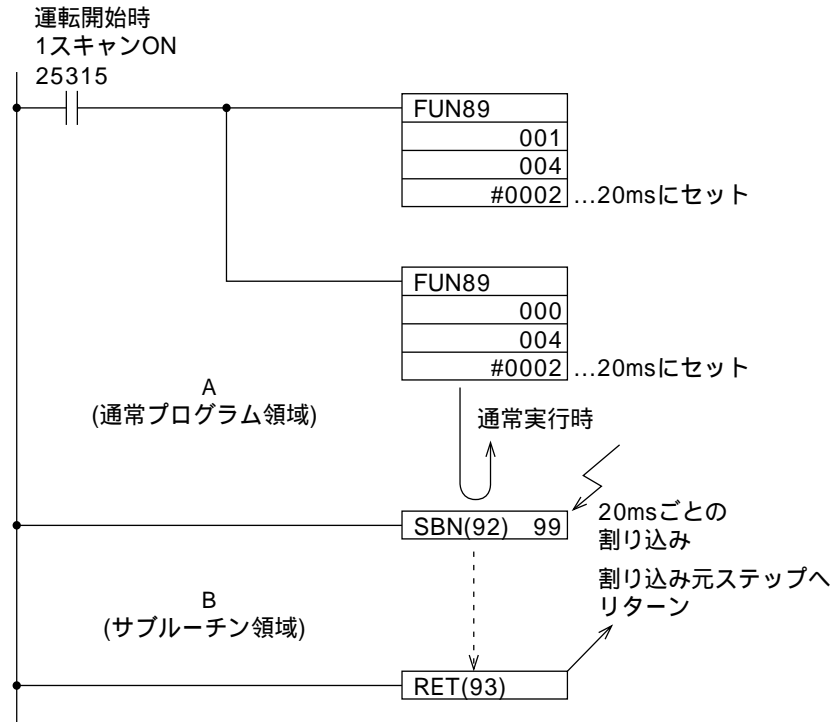 運転開始時
1スキャンON
25315
FUN89
001
004
#0002 …20msにセット
FUN89
000
004
#0002 …20msにセット
A
(通常プログラム領域)
通常実行時
SBN(92) 99
20msごとの
割り込み
割り込み元ステップへ
リターン
B
(サブルーチン領域)
RET(93)